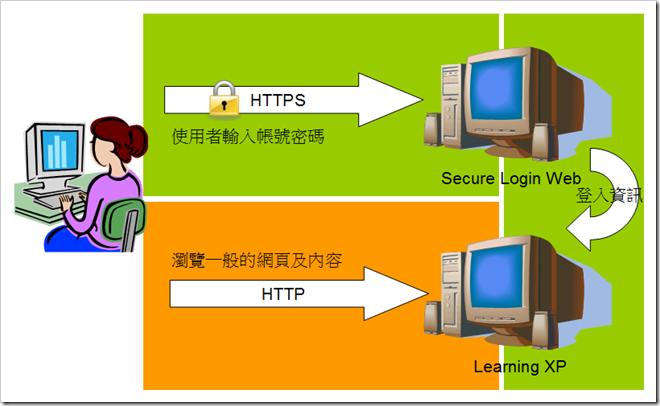 HTTPS
使用者輸入帳號密碼
Secure Login Web
登入資訊
瀏覽一般的網頁及內容
HTTP
Learning XP